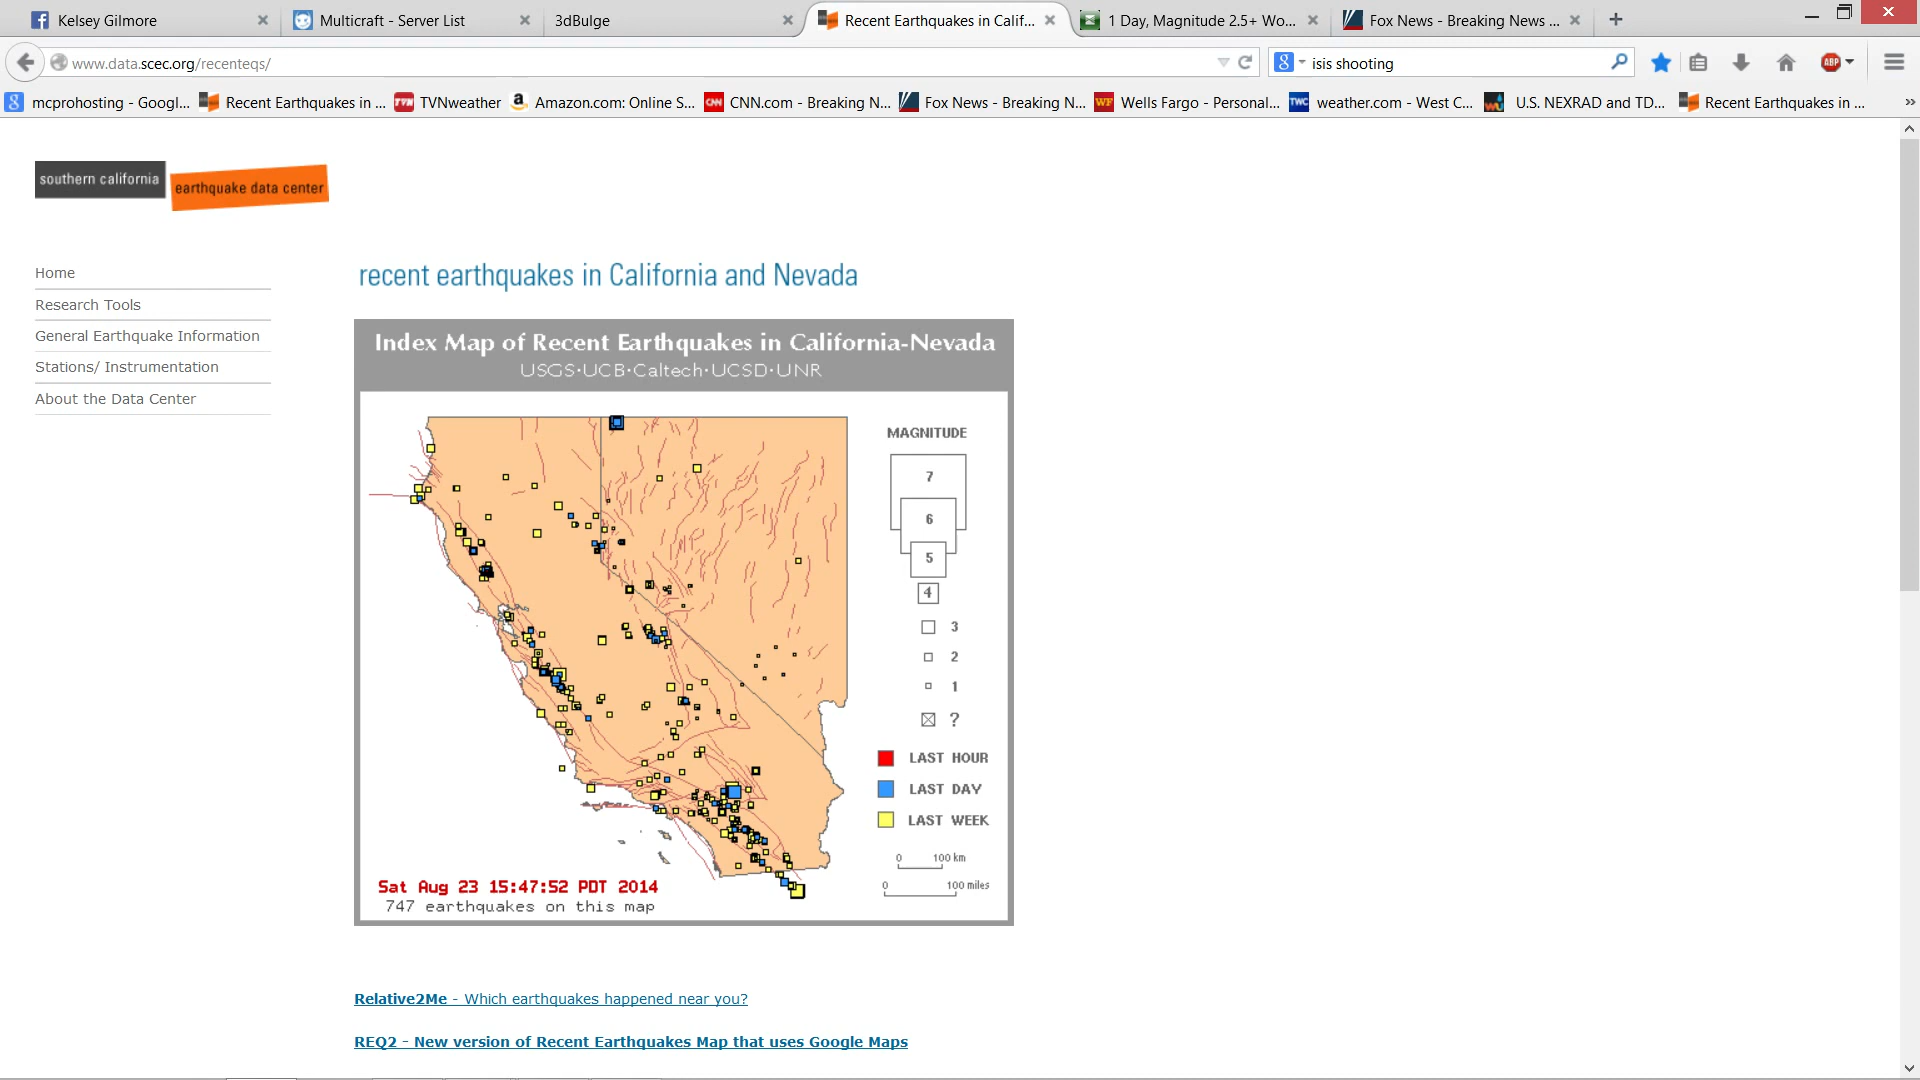 Kelsey Gilmore
Multicraft - Server List
3dBulge
Recent Earthquakes in Calif...
1 Day, Magnitude 2.5+ Wo...
Fox News - Breaking News ...
www.data.scec.org/recenteqs/
isis shooting
ABP
mcprohosting - Googl...
Recent Earthquakes in ...
TVN
TVNweather
Amazon.com: Online S...
CNN
CNN.com - Breaking N...
Fox News - Breaking N...
WF
Wells Fargo - Personal...
TWC
weather.com - West C...
U.S. NEXRAD and TD...
Recent Earthquakes in ...
southern california
earthquake data center
Home
Research Tools
General Earthquake Information
Stations/ Instrumentation
About the Data Center
recent earthquakes in California and Nevada
Index Map of Recent Earthquakes in California-Nevada
USGS·UCB·Caltech·UCSD·UNR
MAGNITUDE
7
6
5
4
3
2
1
?
LAST HOUR
LAST DAY
LAST WEEK
0 100 km
0 100 miles
Sat Aug 23 15:47:52 PDT 2014
747 earthquakes on this map
Relative2Me - Which earthquakes happened near you?
REQ2 - New version of Recent Earthquakes Map that uses Google Maps